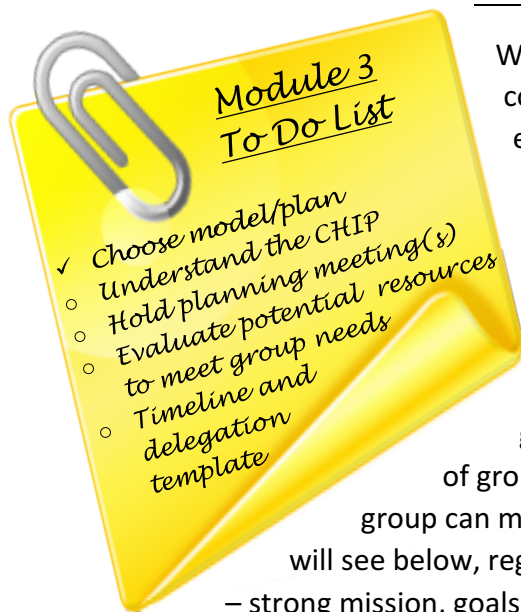 Module 3
To Do List
✓ Choose model/plan
○ Understand the CHIP
○ Hold planning meeting(s)
○ Evaluate potential resources
to meet group needs
○ Timeline and
delegation
template
W
co
e
g
of gro
group can m
will see below, reg
– strong mission, goals